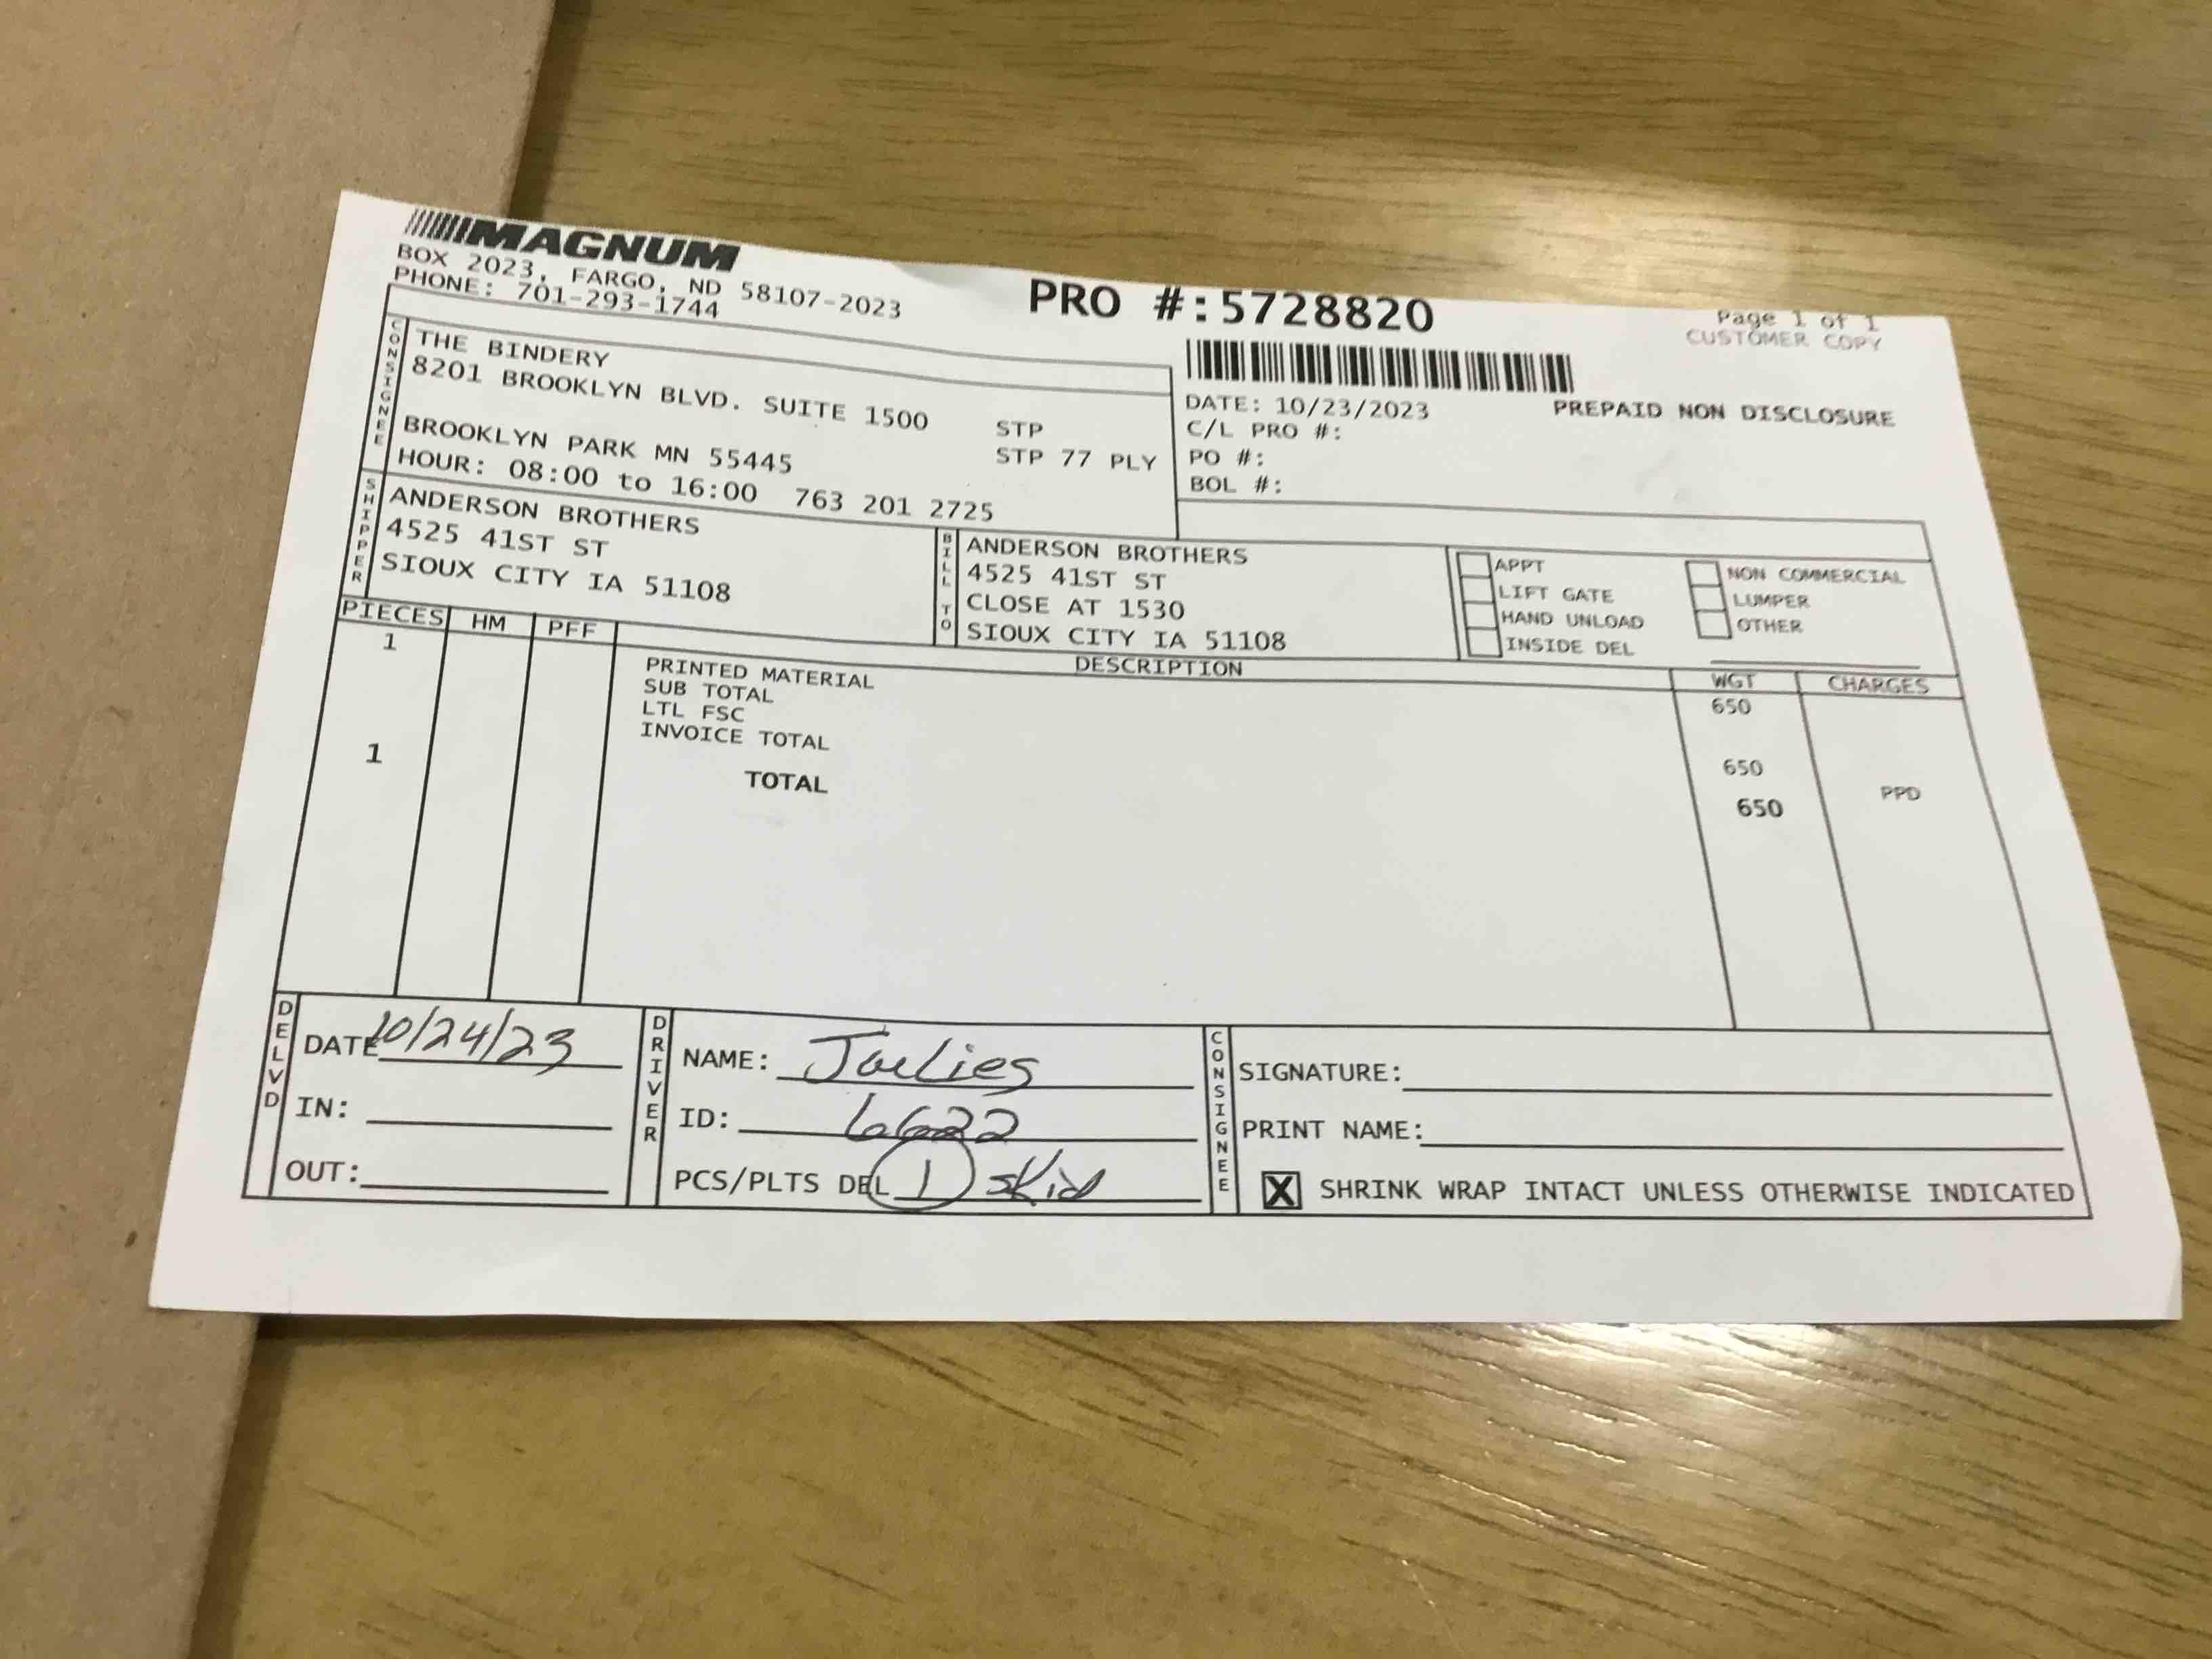 MAGNUM
BOX 2023, FARGO, ND 58107-2023
PHONE: 701-293-1744
PRO #:5728820
Page 1 of 1
CUSTOMER COPY
CONSIGNEE
THE BINDERY
8201 BROOKLYN BLVD. SUITE 1500
STP
BROOKLYN PARK MN 55445
STP 77 PLY
HOUR: 08:00 to 16:00 763 201 2725
DATE: 10/23/2023
PREPAID NON DISCLOSURE
C/L PRO #:
PO #:
BOL #:
SHIPPER
ANDERSON BROTHERS
4525 41ST ST
SIOUX CITY IA 51108
BILL TO
ANDERSON BROTHERS
4525 41ST ST
CLOSE AT 1530
SIOUX CITY IA 51108
APPT
LIFT GATE
HAND UNLOAD
INSIDE DEL
NON COMMERCIAL
LUMPER
OTHER
PIECES HM PFF DESCRIPTION WGT CHARGES
1 PRINTED MATERIAL 650
SUB TOTAL
LTL FSC
INVOICE TOTAL 650
1 TOTAL 650 PPD
DELVD
DATE 10/24/23
IN:
OUT:
DRIVER
NAME:
ID: 6622
PCS/PLTS DEL 1 skid
CONSIGNEE
SIGNATURE:
PRINT NAME:
X SHRINK WRAP INTACT UNLESS OTHERWISE INDICATED